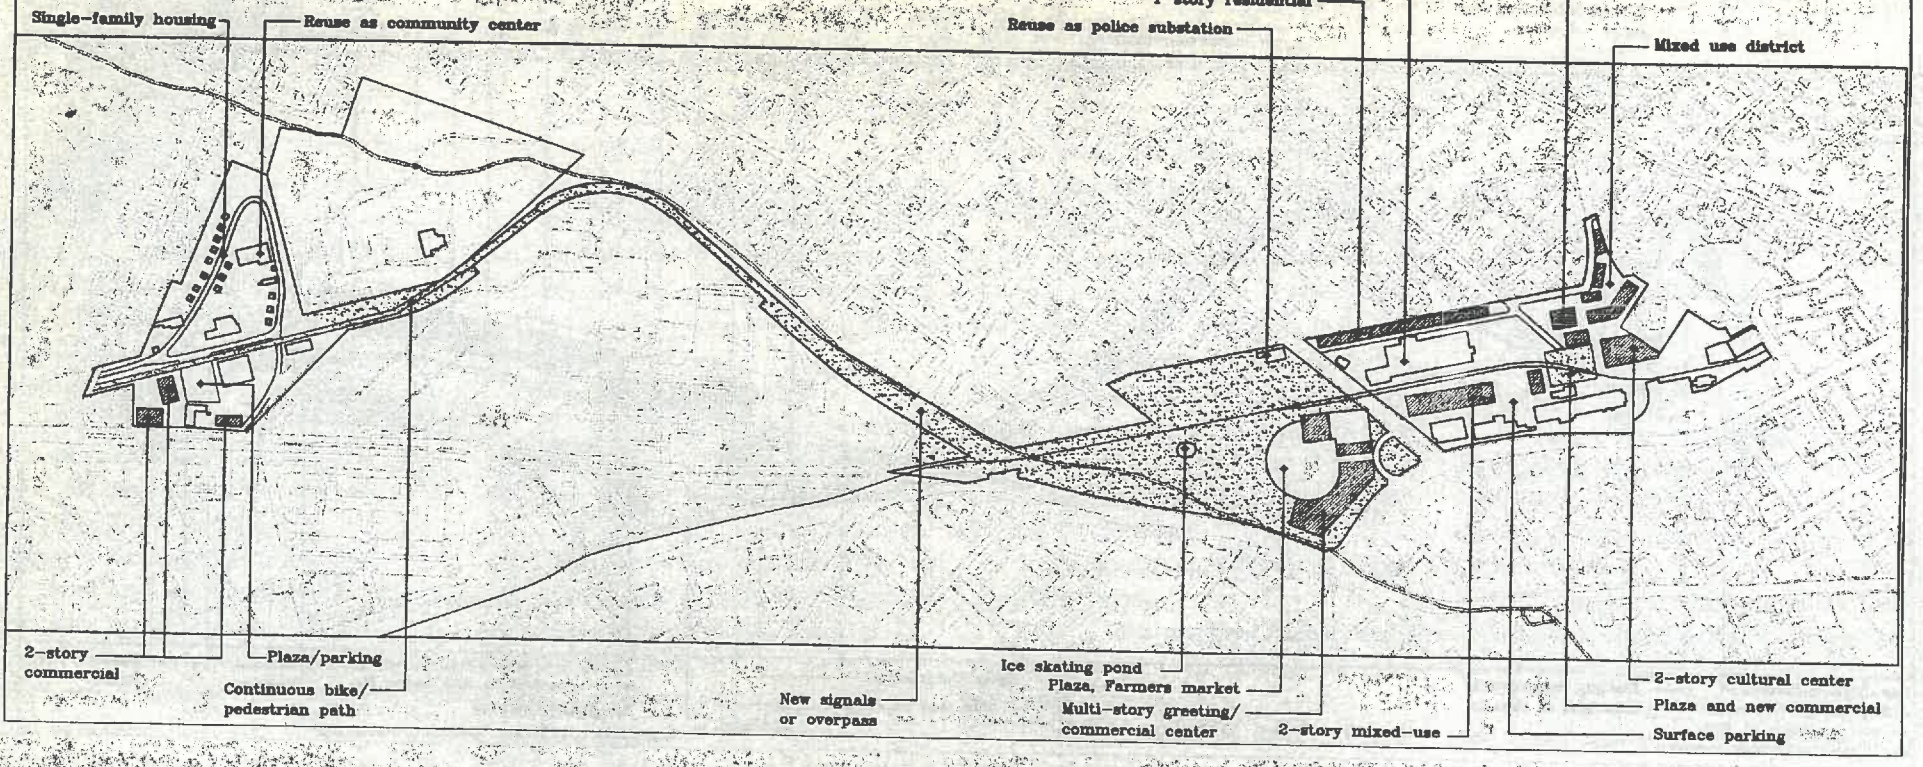 story residential
Single-family housing
Reuse as community center
Reuse as police substation
Mixed use district
2-story
commercial
Plaza/parking
Continuous bike/
pedestrian path
New signals
or overpass
Ice skating pond
Plaza, Farmers market
Multi-story greeting/
commercial center
2-story mixed-use
2-story cultural center
Plaza and new commercial
Surface parking